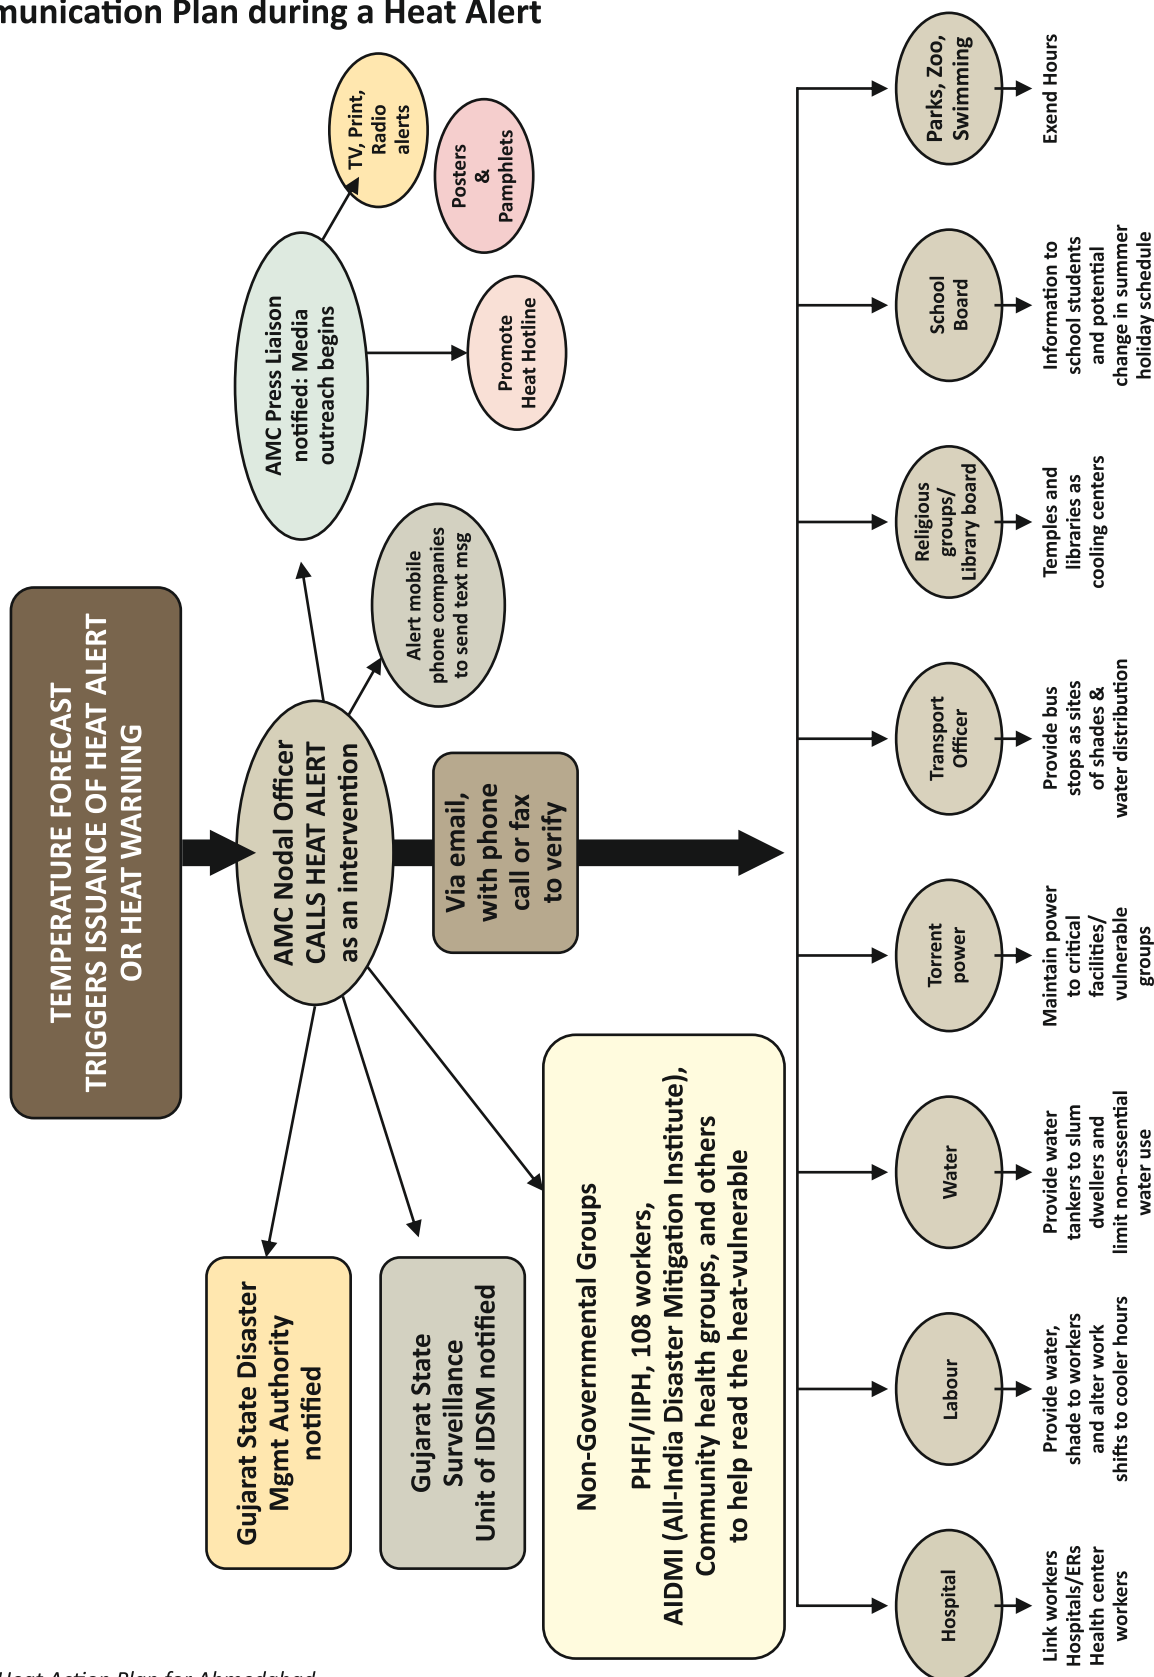 munication Plan during a Heat Alert
TEMPERATURE FORECAST
TRIGGERS ISSUANCE OF HEAT ALERT
OR HEAT WARNING
AMC Nodal Officer
CALLS HEAT ALERT
as an intervention
Gujarat State Disaster
Mgmt Authority
notified
Gujarat State
Surveillance
Unit of IDSM notified
Non-Governmental Groups
PHFI/IIPH, 108 workers,
AIDMI (All-India Disaster Mitigation Institute),
Community health groups, and others
to help read the heat-vulnerable
Via email,
with phone
call or fax
to verify
Alert mobile
phone companies
to send text msg
AMC Press Liaison
notified: Media
outreach begins
TV, Print,
Radio
alerts
Posters
&
Pamphlets
Promote
Heat Hotline
Hospital
Link workers
Hospitals/ERs
Health center
workers
Labour
Provide water,
shade to workers
and alter work
shifts to cooler hours
Water
Provide water
tankers to slum
dwellers and
limit non-essential
water use
Torrent
power
Maintain power
to critical
facilities/
vulnerable
groups
Transport
Officer
Provide bus
stops as sites
of shades &
water distribution
Religious
groups/
Library board
Temples and
libraries as
cooling centers
School
Board
Information to
school students
and potential
change in summer
holiday schedule
Parks, Zoo,
Swimming
Exend Hours
Heat Action Plan for Ahmedabad